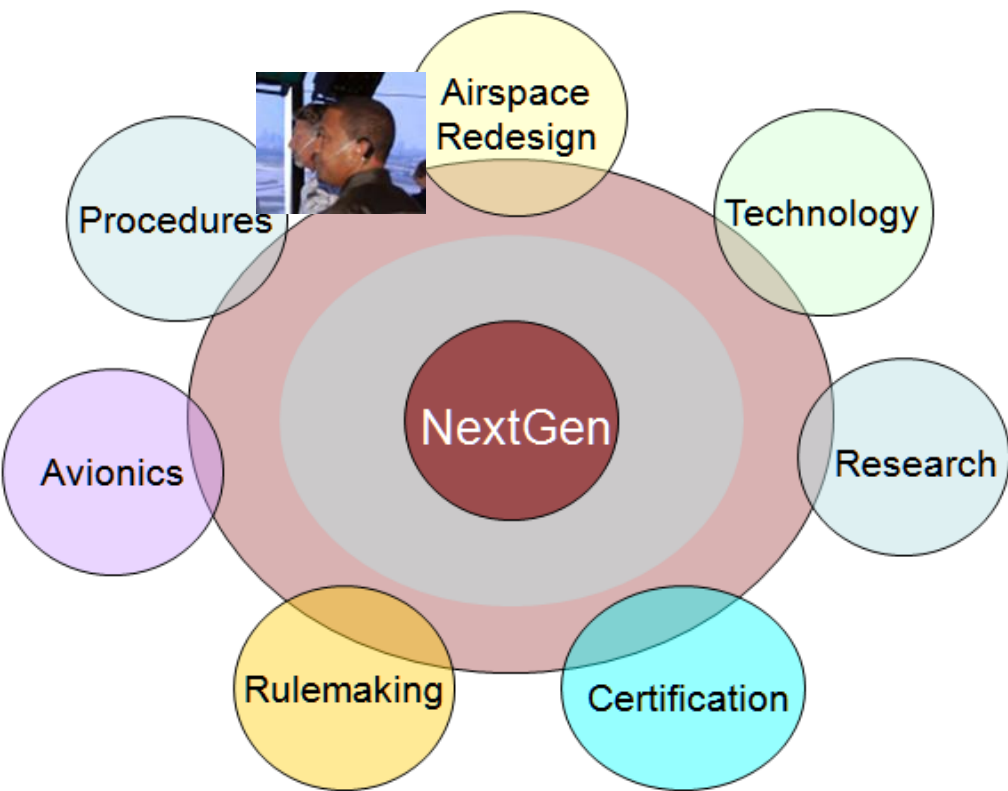 Airspace
Redesign
Procedures
Technology
NextGen
Avionics
Research
Rulemaking
Certification